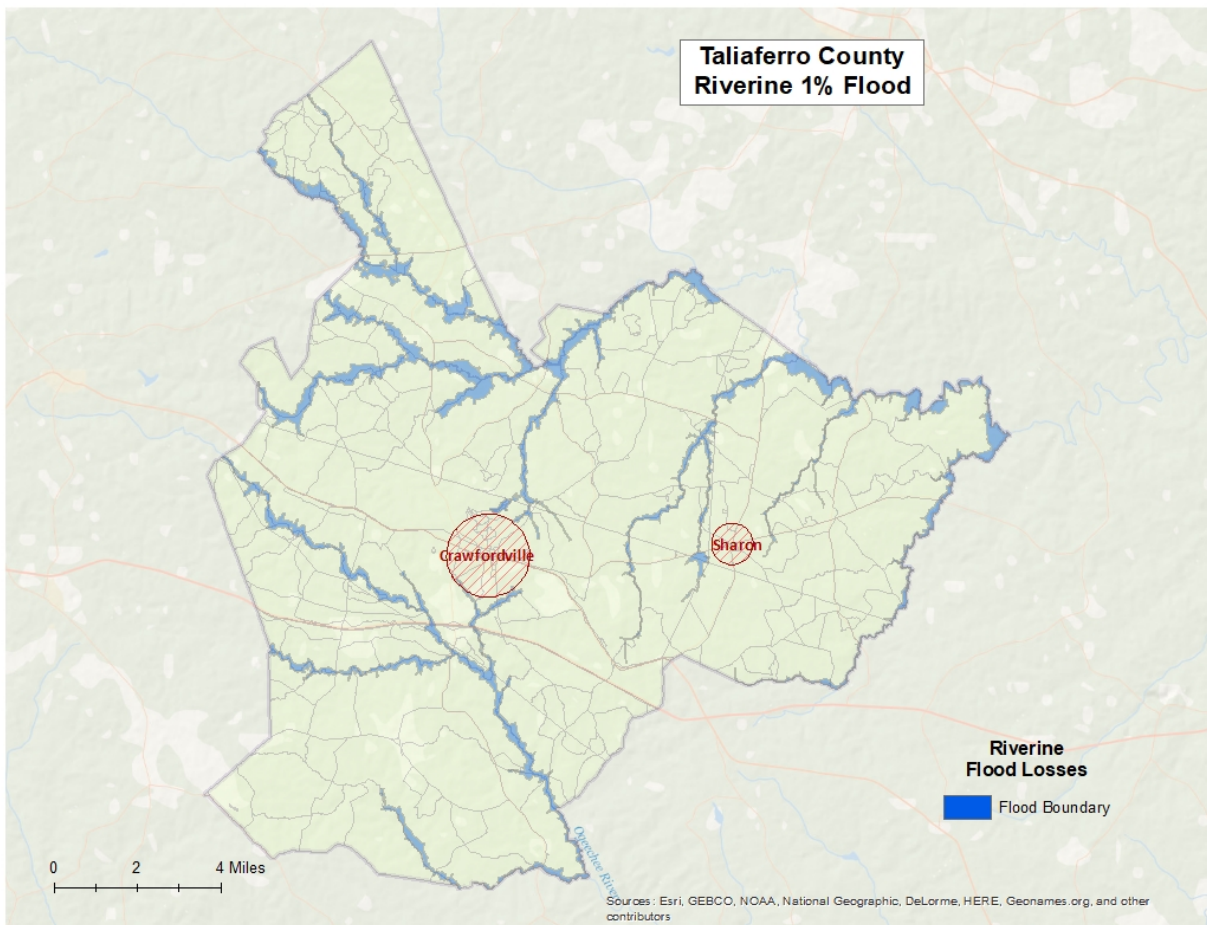 Taliaferro County
Riverine 1% Flood
Crawfordville
Sharon
Riverine
Flood Losses
Flood Boundary
0 2 4 Miles
Ogeechee River
Sources: Esri, GEBCO, NOAA, National Geographic, DeLorme, HERE, Geonames.org, and other
contributors